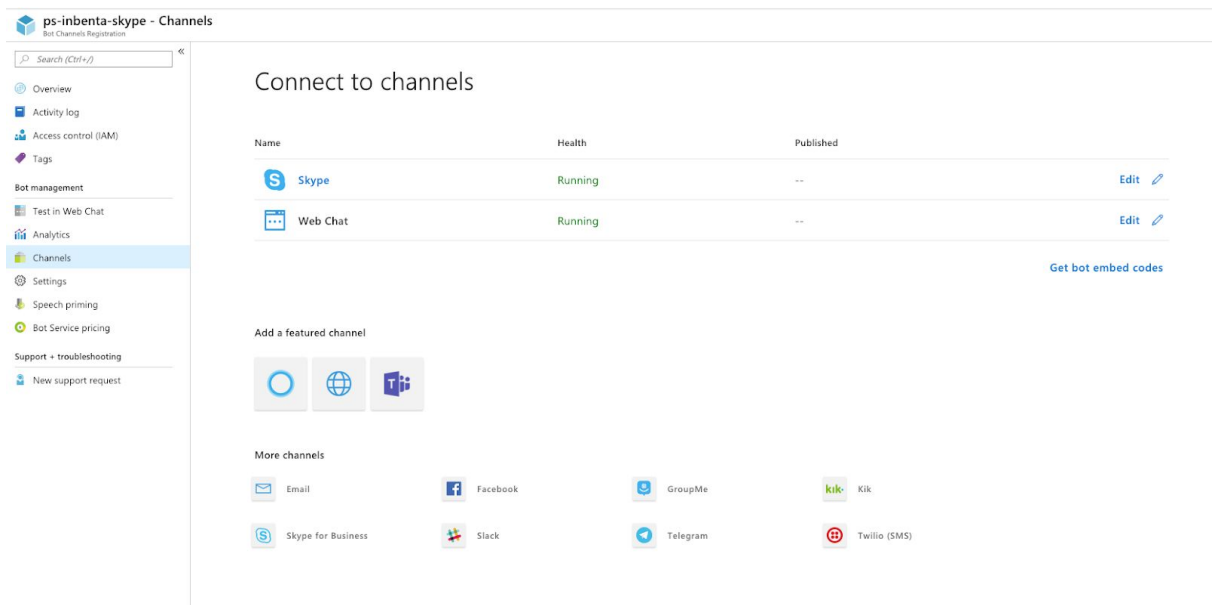 ps-inbenta-skype - Channels
Bot Channels Registration
Search (Ctrl+/)
«
Overview
Activity log
Access control (IAM)
Tags
Bot management
Test in Web Chat
Analytics
Channels
Settings
Speech priming
Bot Service pricing
Support + troubleshooting
New support request
Connect to channels
Name Health Published
Skype Running -- Edit
Web Chat Running -- Edit
Get bot embed codes
Add a featured channel
More channels
Email Facebook GroupMe kik Kik
Skype for Business Slack Telegram Twilio (SMS)